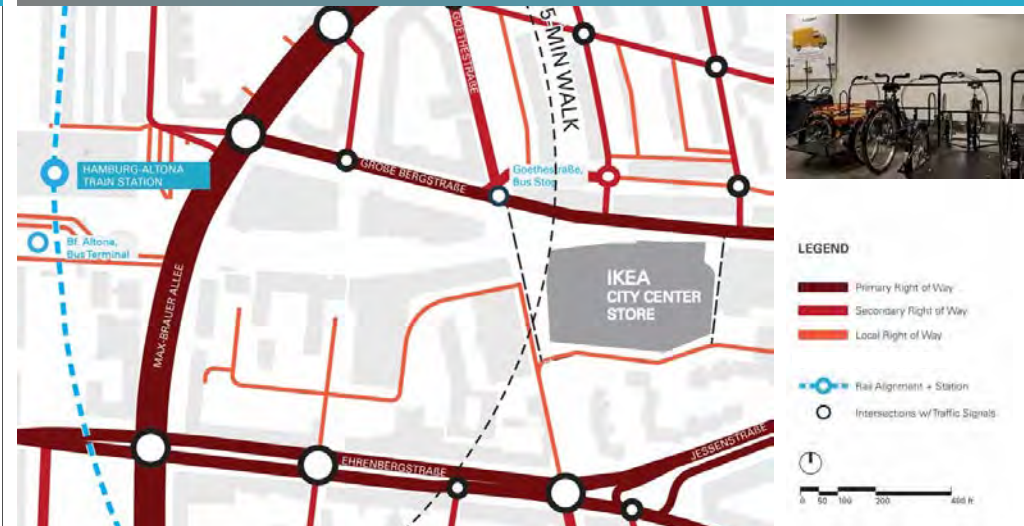 GOETHESTRAßE
5-MIN WALK
HAMBURG-ALTONA
TRAIN STATION
GROßE BERGSTRAßE
Goethestraße,
Bus Stop
Bf. Altona,
Bus Terminal
MAX-BRAUER ALLEE
IKEA
CITY CENTER
STORE
EHRENBERGSTRAßE
JESSENSTRAßE
LEGEND
Primary Right of Way
Secondary Right of Way
Local Right of Way
Rail Alignment + Station
Intersections w/Traffic Signals
0 50 100 200 400 ft